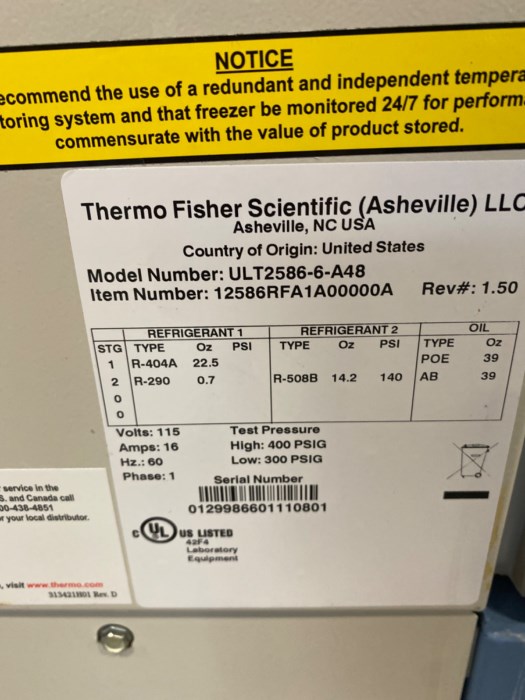 NOTICE
ecommend the use of a redundant and independent tempera
toring system and that freezer be monitored 24/7 for perform
commensurate with the value of product stored.
Thermo Fisher Scientific (Asheville) LLC
Asheville, NC USA
Country of Origin: United States
Model Number: ULT2586-6-A48
Item Number: 12586RFA1A00000A Rev#: 1.50
REFRIGERANT 1 REFRIGERANT 2 OIL
STG TYPE Oz PSI TYPE Oz PSI TYPE Oz
1 R-404A 22.5 POE 39
2 R-290 0.7 R-508B 14.2 140 AB 39
0
0
Volts: 115 Test Pressure
Amps: 16 High: 400 PSIG
Hz.: 60 Low: 300 PSIG
Phase: 1 Serial Number
0129986601110801
C UL US LISTED
42F4
Laboratory
Equipment
service in the
S. and Canada call
00-438-4851
or your local distributor.
, visit www.thermo.com
315421H01 Rev. D